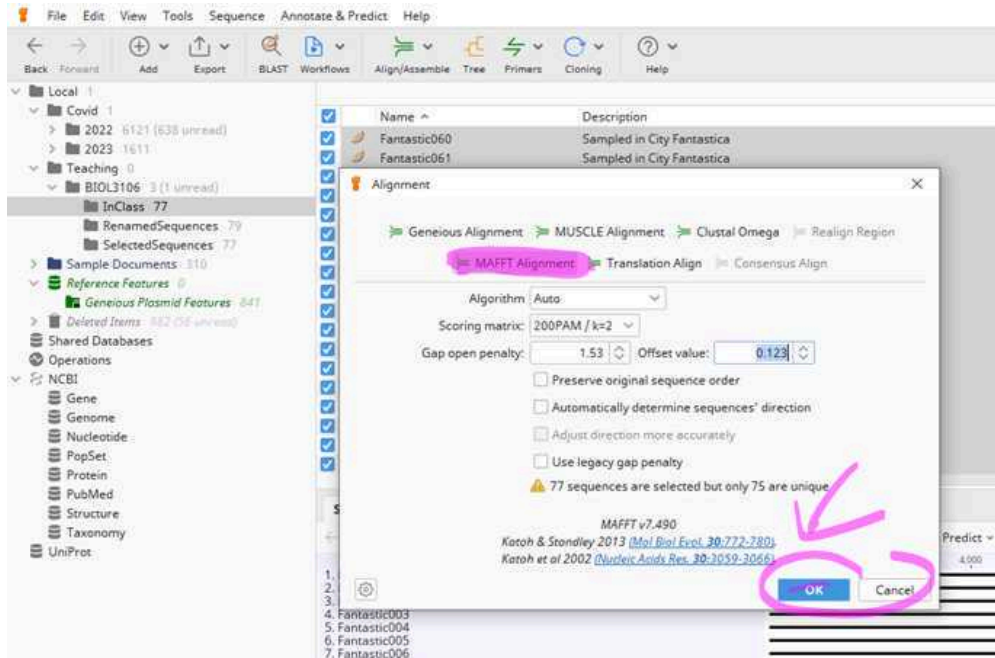 File Edit View Tools Sequence Annotate & Predict Help
Back Forward Add Export BLAST Workflows Align/Assemble Tree Primers Cloning Help
Local 1
Covid 1
2022 6121 (638 unread)
2023 1611
Teaching 0
BIOL3106 3 (1 unread)
InClass 77
RenamedSequences 79
SelectedSequences 77
Sample Documents 310
Reference Features 0
Geneious Plasmid Features 841
Deleted Items
Shared Databases
Operations
NCBI
Gene
Genome
Nucleotide
PopSet
Protein
PubMed
Structure
Taxonomy
UniProt
Name Description
Fantastic060 Sampled in City Fantastica
Fantastic061 Sampled in City Fantastica
Alignment
Geneious Alignment MUSCLE Alignment Clustal Omega Realign Region
MAFFT Alignment Translation Align Consensus Align
Algorithm Auto
Scoring matrix: 200PAM / k=2
Gap open penalty: 1.53 Offset value: 0.123
Preserve original sequence order
Automatically determine sequences' direction
Adjust direction more accurately
Use legacy gap penalty
77 sequences are selected but only 75 are unique
MAFFT v7.490
Katoh & Standley 2013 (Mol Biol Evol. 30:772-780).
Katoh et al 2002 (Nucleic Acids Res. 30:3059-3066).
OK Cancel
Predict
4,000
1.
2.
3.
4. Fantastic003
5. Fantastic004
6. Fantastic005
7. Fantastic006